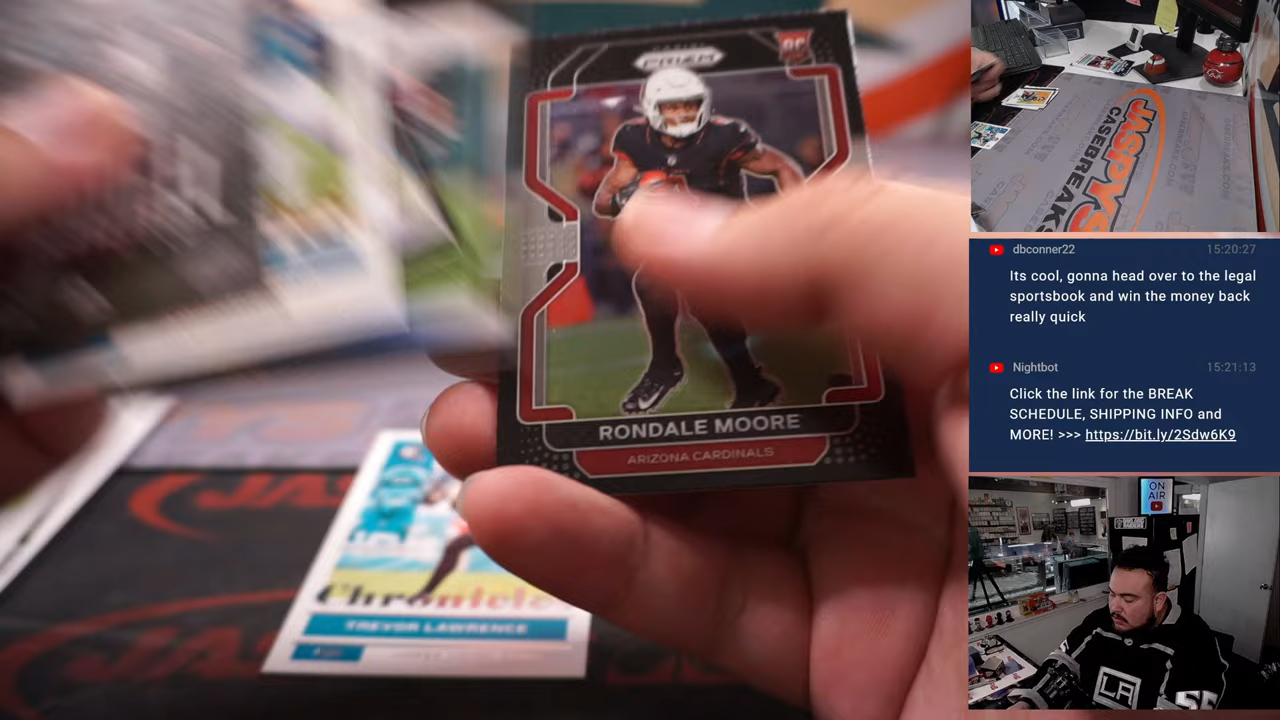 PRIZM
RC
RONDALE MOORE
ARIZONA CARDINALS
Chronicles
TREVOR LAWRENCE
JASPYS
CASEBREAKS
dbconner22
15:20:27
Its cool, gonna head over to the legal
sportsbook and win the money back
really quick
Nightbot
15:21:13
Click the link for the BREAK
SCHEDULE, SHIPPING INFO and
MORE! >>> https://bit.ly/2Sdw6K9
ON
AIR
LA